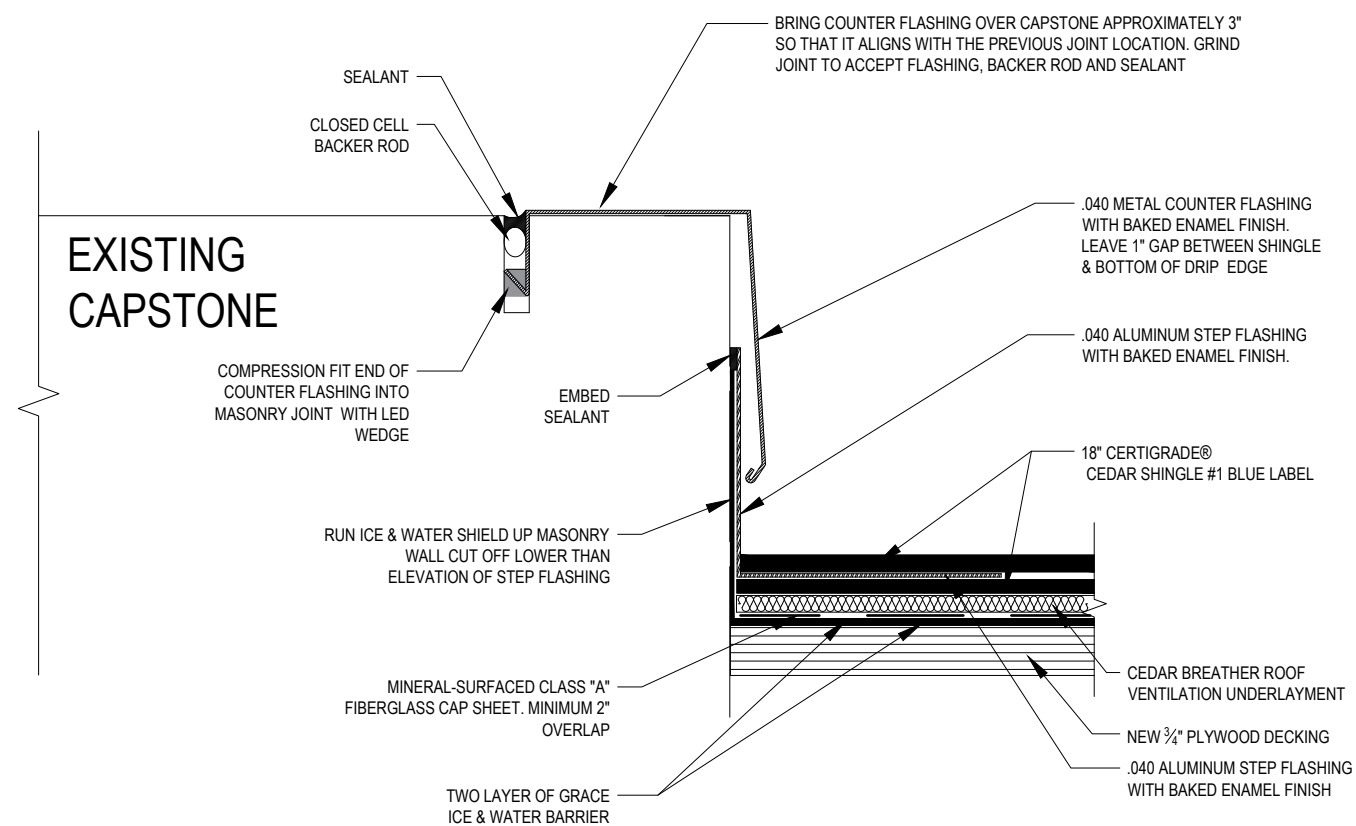 BRING COUNTER FLASHING OVER CAPSTONE APPROXIMATELY 3"
SO THAT IT ALIGNS WITH THE PREVIOUS JOINT LOCATION. GRIND
JOINT TO ACCEPT FLASHING, BACKER ROD AND SEALANT
SEALANT
CLOSED CELL
BACKER ROD
.040 METAL COUNTER FLASHING
WITH BAKED ENAMEL FINISH.
LEAVE 1" GAP BETWEEN SHINGLE
& BOTTOM OF DRIP EDGE
EXISTING
CAPSTONE
.040 ALUMINUM STEP FLASHING
WITH BAKED ENAMEL FINISH.
COMPRESSION FIT END OF
COUNTER FLASHING INTO
MASONRY JOINT WITH LED
WEDGE
EMBED
SEALANT
18" CERTIGRADE®
CEDAR SHINGLE #1 BLUE LABEL
RUN ICE & WATER SHIELD UP MASONRY
WALL CUT OFF LOWER THAN
ELEVATION OF STEP FLASHING
MINERAL-SURFACED CLASS "A"
FIBERGLASS CAP SHEET. MINIMUM 2"
OVERLAP
CEDAR BREATHER ROOF
VENTILATION UNDERLAYMENT
NEW ¾" PLYWOOD DECKING
.040 ALUMINUM STEP FLASHING
WITH BAKED ENAMEL FINISH
TWO LAYER OF GRACE
ICE & WATER BARRIER